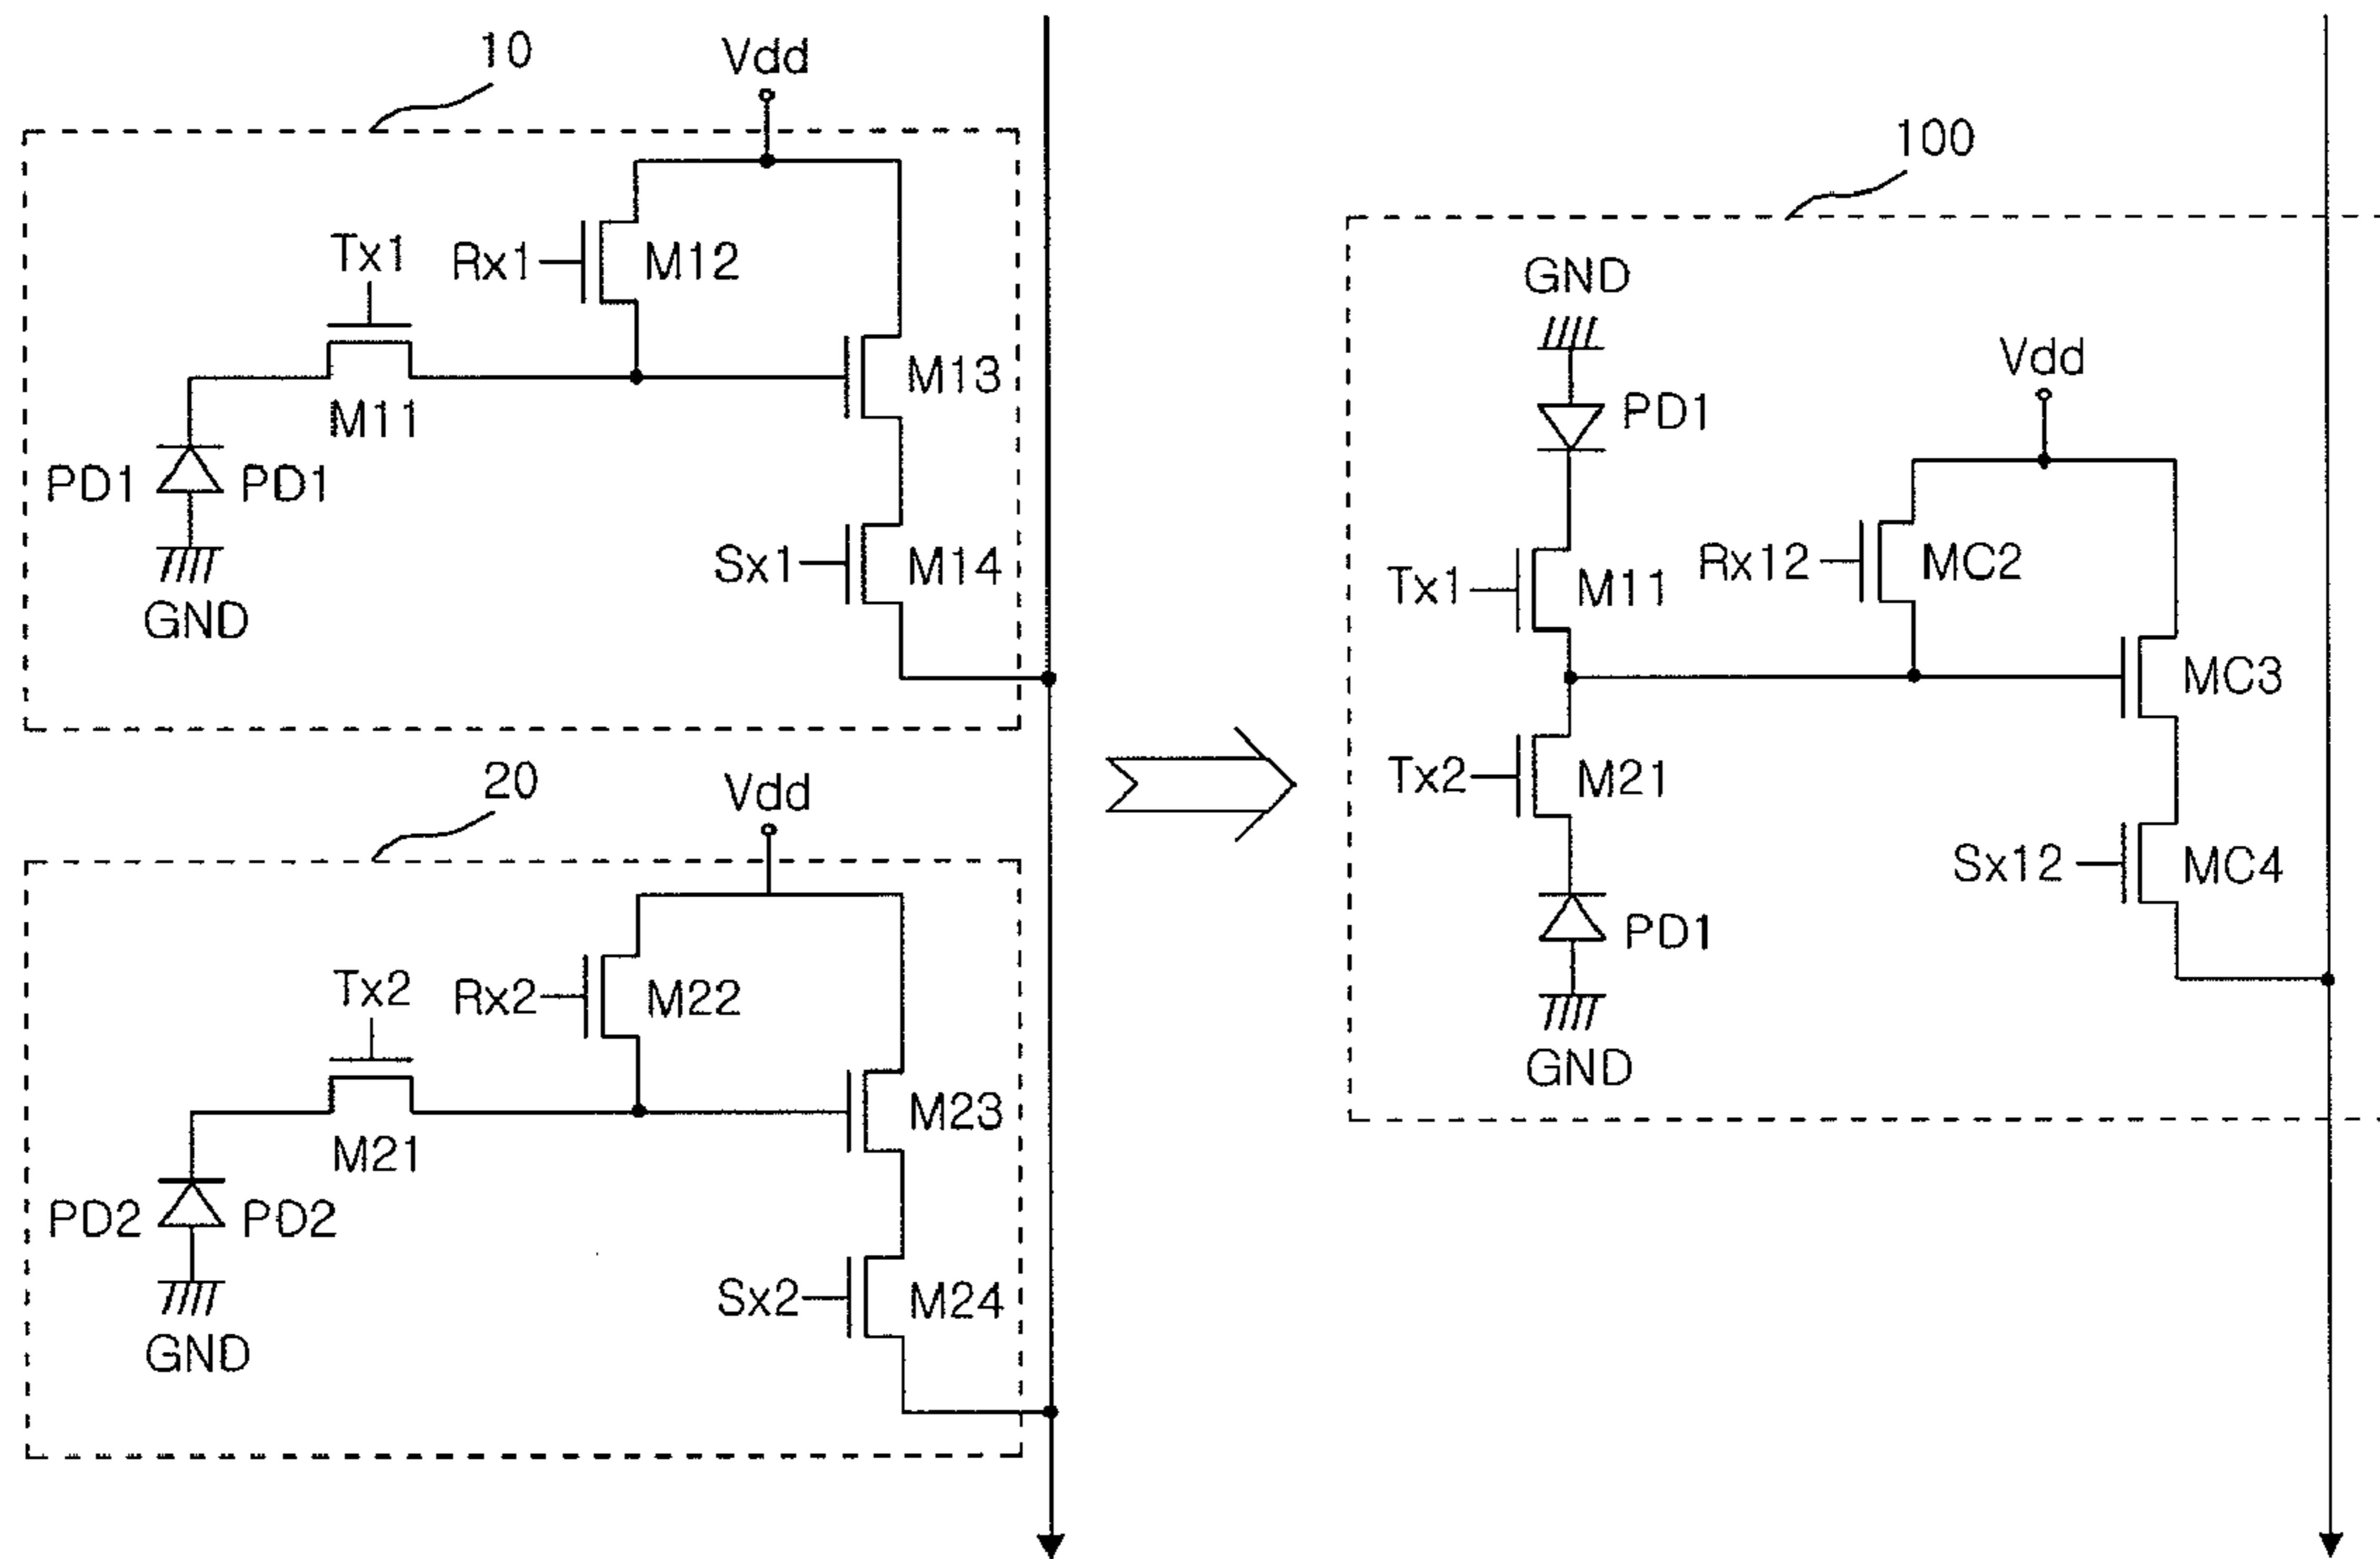 10
Vdd
Tx1
Rx1
M12
M11
M13
PD1
PD1
Sx1
M14
GND
20
Vdd
Tx2
Rx2
M22
M21
M23
PD2
PD2
Sx2
M24
GND
100
GND
PD1
Vdd
Tx1
M11
Rx12
MC2
MC3
Tx2
M21
Sx12
MC4
PD1
GND